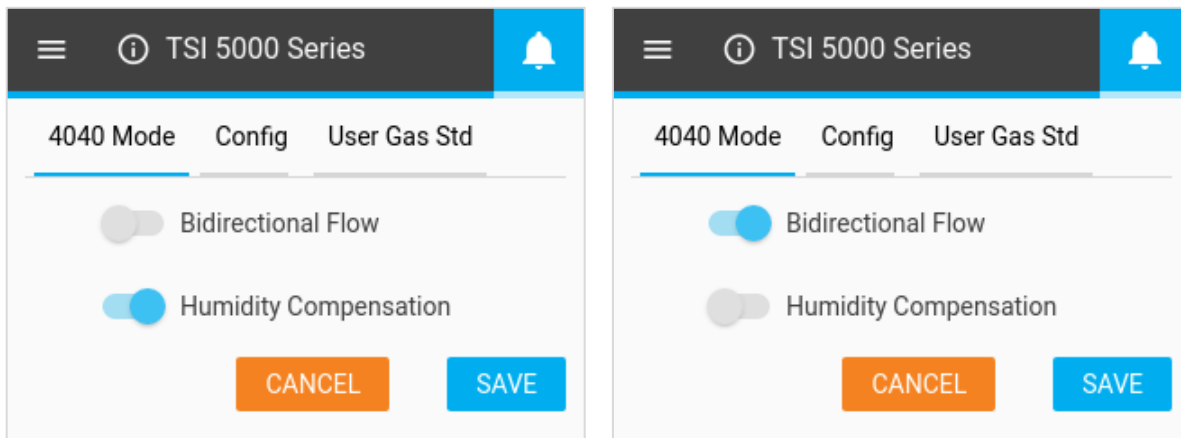 TSI 5000 Series
4040 Mode Config User Gas Std
Bidirectional Flow
Humidity Compensation
CANCEL SAVE
TSI 5000 Series
4040 Mode Config User Gas Std
Bidirectional Flow
Humidity Compensation
CANCEL SAVE